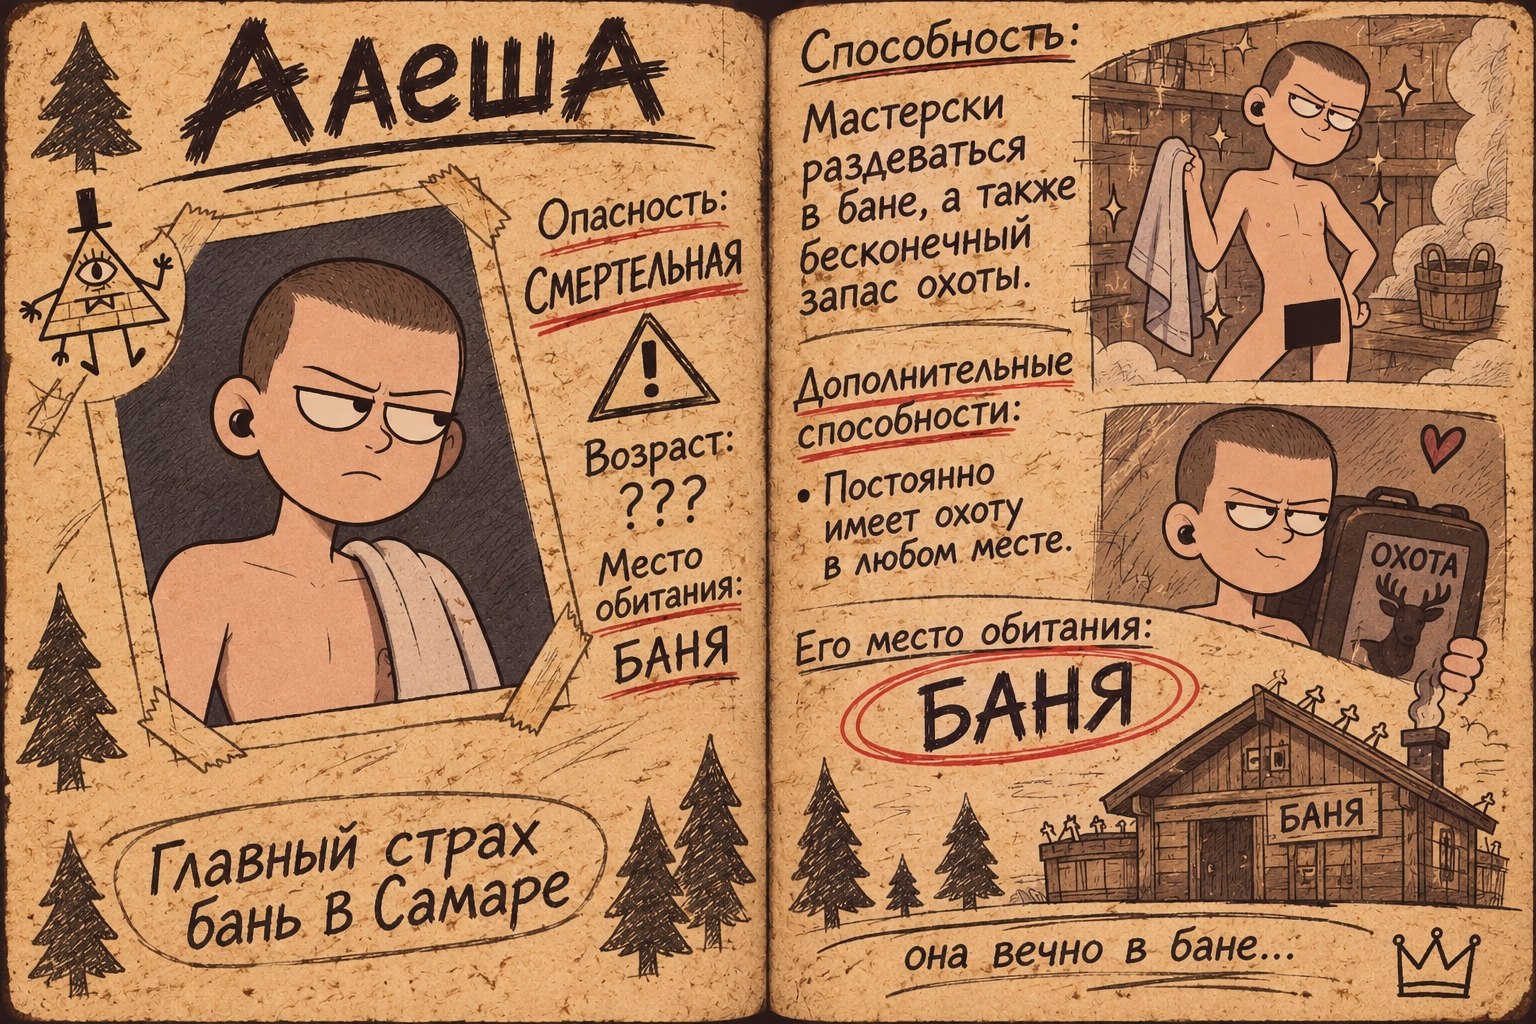 Алеша
Опасность:
СМЕРТЕЛЬНАЯ
!
Возраст:
???
Место
обитания:
БАНЯ
Главный страх
бань в Самаре
Способность:
Мастерски
раздеваться
в бане, а также
бесконечный
запас охоты.
Дополнительные
способности:
• Постоянно
имеет охоту
в любом месте.
ОХОТА
Его место обитания:
БАНЯ
БАНЯ
она вечно в бане...